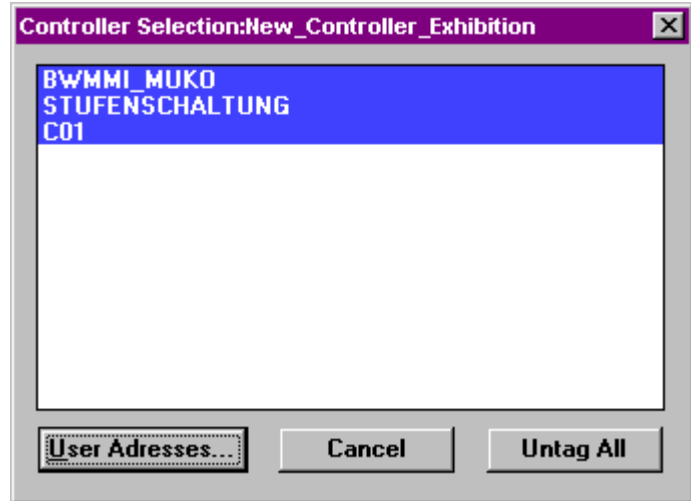 Controller Selection:New_Controller_Exhibition
BWMMI_MUKO
STUFENSCHALTUNG
C01
User Adresses...
Cancel
Untag All